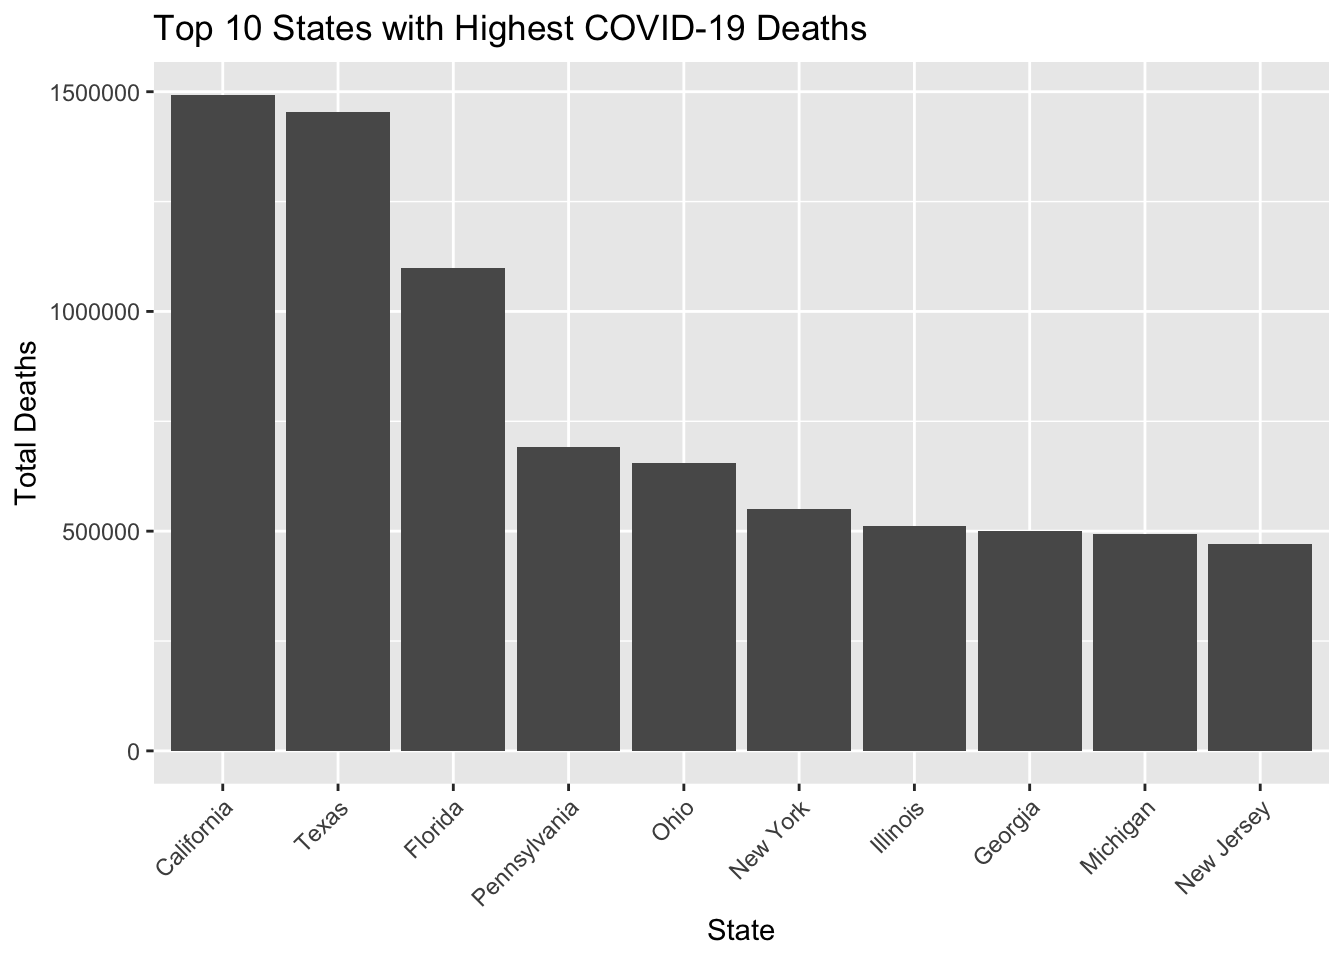 Top 10 States with Highest COVID-19 Deaths
Total Deaths
1500000
1000000
500000
0
California
Texas
Florida
Pennsylvania
Ohio
New York
Illinois
Georgia
Michigan
New Jersey
State